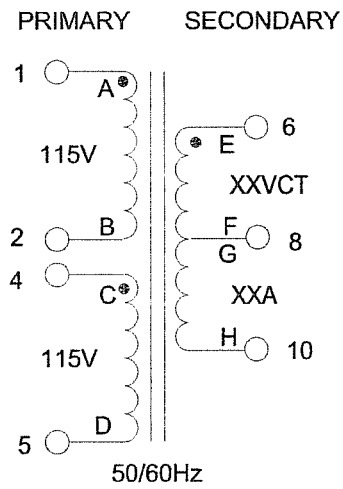 PRIMARY SECONDARY
1
A
6
E
115V
XXVCT
2
B
F
8
4
G
C
XXA
115V
H
10
D
5
50/60Hz